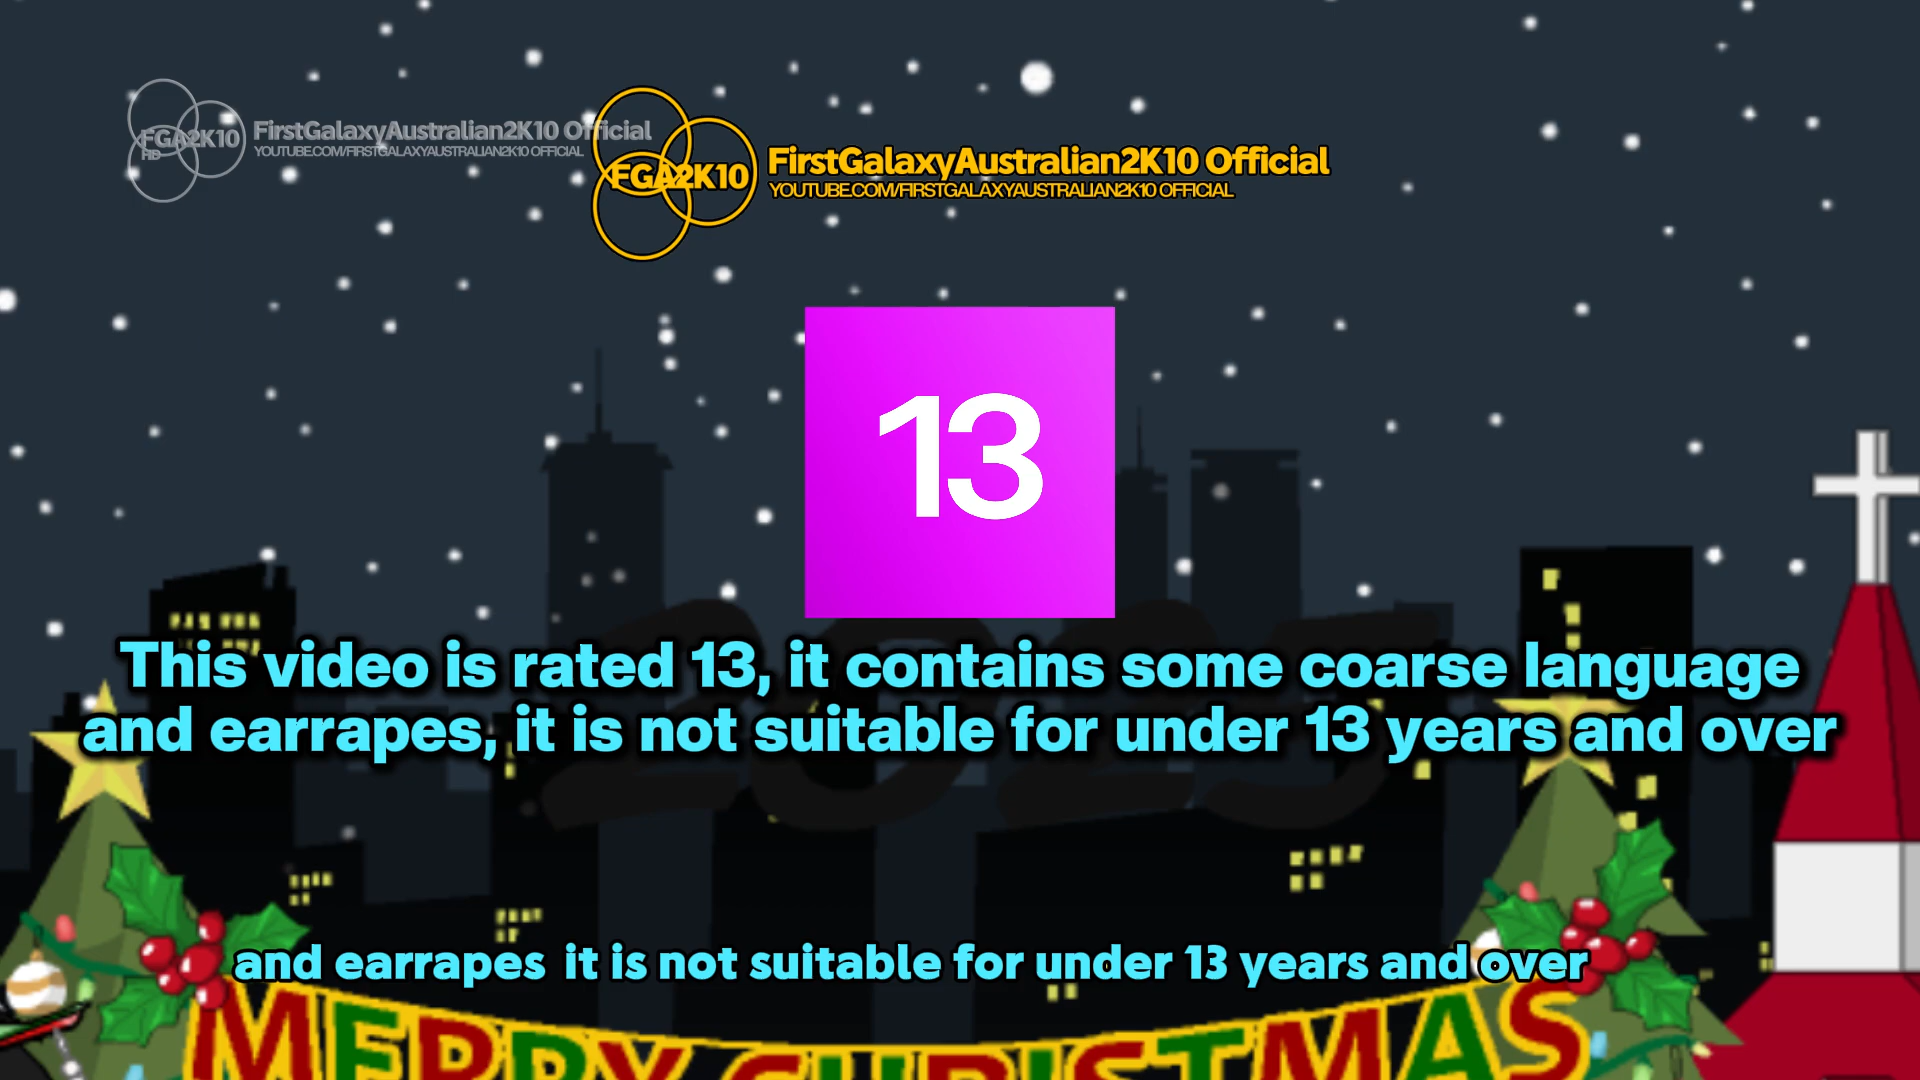 FGA2K10
FID
FirstGalaxyAustralian2K10 Official
YOUTUBE.COM/FIRSTGALAXYAUSTRALIAN2K10 OFFICIAL
FGA2K10
FirstGalaxyAustralian2K10 Official
YOUTUBE.COM/FIRSTGALAXYAUSTRALIAN2K10 OFFICIAL
13
This video is rated 13, it contains some coarse language
and earrapes, it is not suitable for under 13 years and over
2023
and earrapes it is not suitable for under 13 years and over
MERRY CHRISTMAS